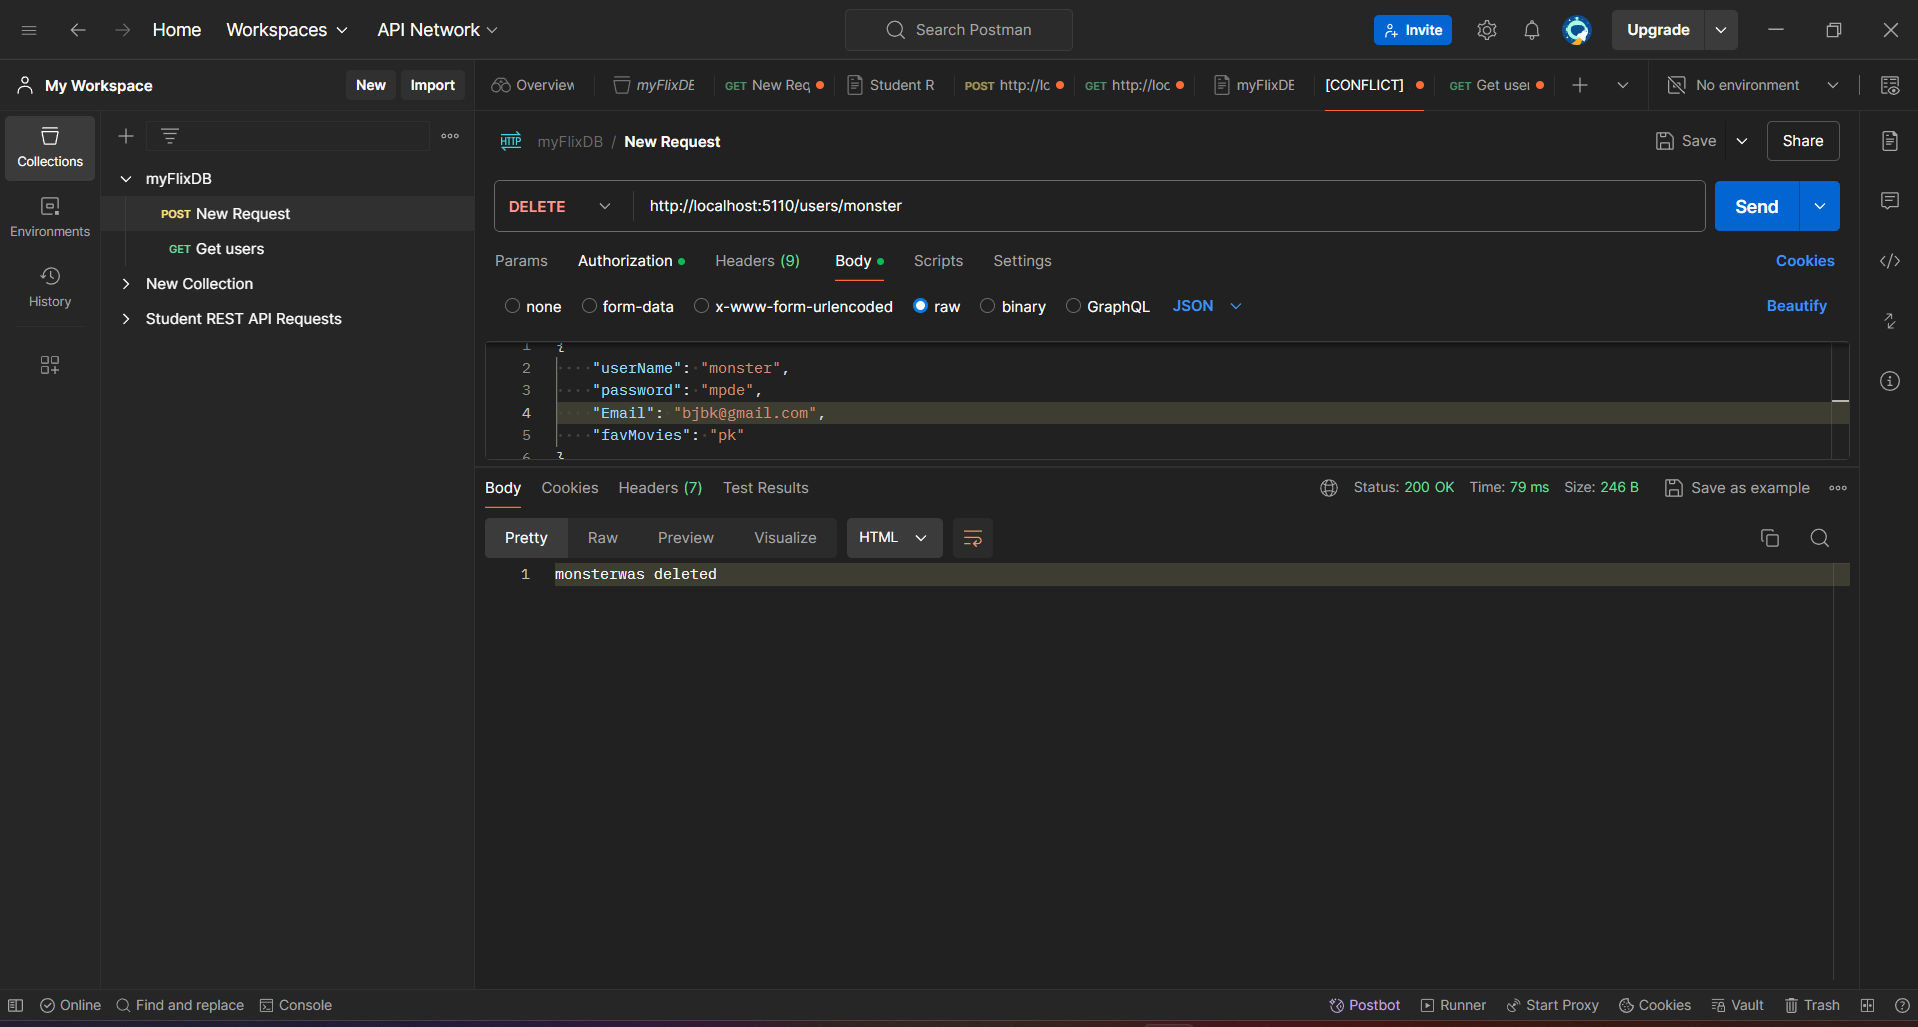 Home Workspaces API Network Search Postman Invite Upgrade
My Workspace New Import Overview myFlixDE GET New Req Student R POST http://lc GET http://loc myFlixDE [CONFLICT] GET Get user No environment
Collections
Environments
History
myFlixDB
POST New Request
GET Get users
New Collection
Student REST API Requests
HTTP myFlixDB / New Request Save Share
DELETE http://localhost:5110/users/monster Send
Params Authorization Headers (9) Body Scripts Settings Cookies
none form-data x-www-form-urlencoded raw binary GraphQL JSON Beautify
1 {
2 "userName": "monster",
3 "password": "mpde",
4 "Email": "bjbk@gmail.com",
5 "favMovies": "pk"
6 }
Body Cookies Headers (7) Test Results Status: 200 OK Time: 79 ms Size: 246 B Save as example
Pretty Raw Preview Visualize HTML
1 monsterwas deleted
Online Find and replace Console Postbot Runner Start Proxy Cookies Vault Trash